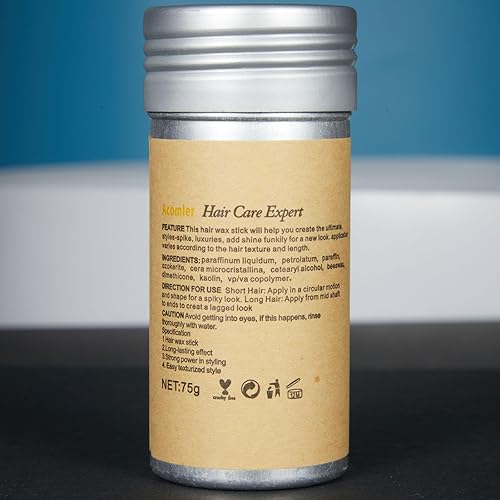 Acomler Hair Care Expert
FEATURE This hair wax stick will help you create the ultimate,
styles-spike, luxuries, add shine funkily for a new look. application
varies according to the hair texture and length.
INGREDIENTS: paraffinum liquidum, petrolatum, paraffin,
ozokerite, cera microcristallina, cetearyl alcohol, beeswax,
dimethicone, kaolin, vp/va copolymer.
DIRECTION FOR USE Short Hair: Apply in a circular motion
and shape for a spiky look. Long Hair: Apply from mid shaft
to ends to creat a lagged look
CAUTION Avoid getting into eyes, If this happens, rinse
thoroughly with water.
Specification
1.Hair wax stick
2.Long-lasting effect
3.Strong power in styling
4. Easy texturized style
NET:75g
cruelty free